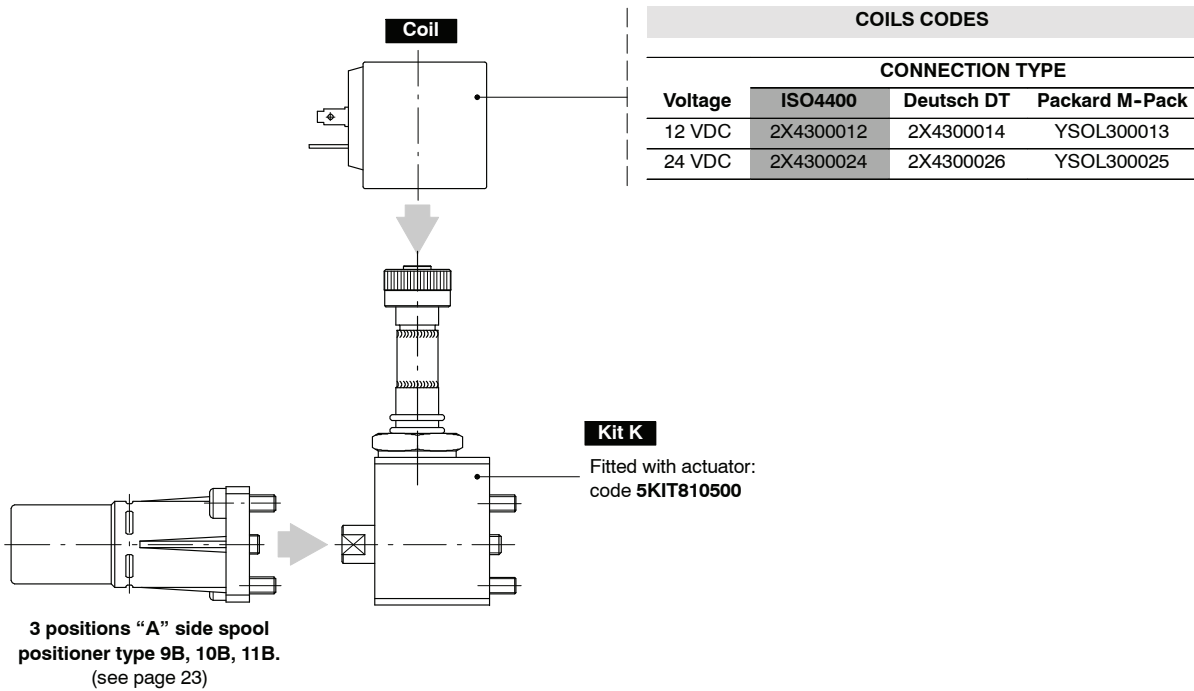 Coil
COILS CODES
CONNECTION TYPE
Voltage ISO4400 Deutsch DT Packard M-Pack
12 VDC 2X4300012 2X4300014 YSOL300013
24 VDC 2X4300024 2X4300026 YSOL300025
Kit K
Fitted with actuator:
code 5KIT810500
3 positions “A” side spool
positioner type 9B, 10B, 11B.
(see page 23)